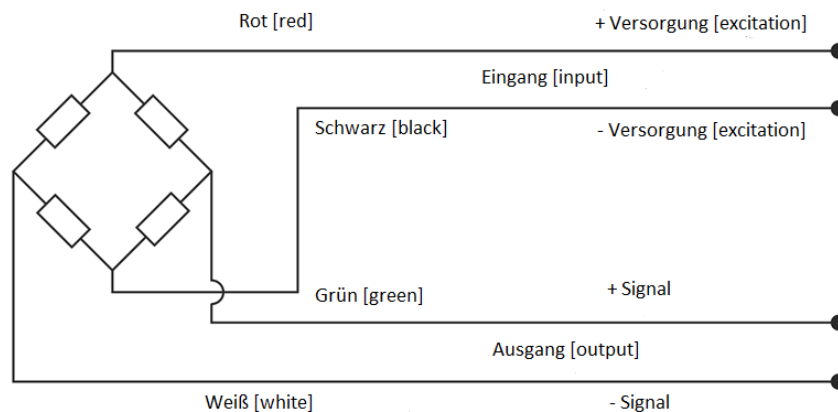 Rot [red]
+ Versorgung [excitation]
Eingang [input]
Schwarz [black]
- Versorgung [excitation]
Grün [green]
+ Signal
Ausgang [output]
Weiß [white]
- Signal